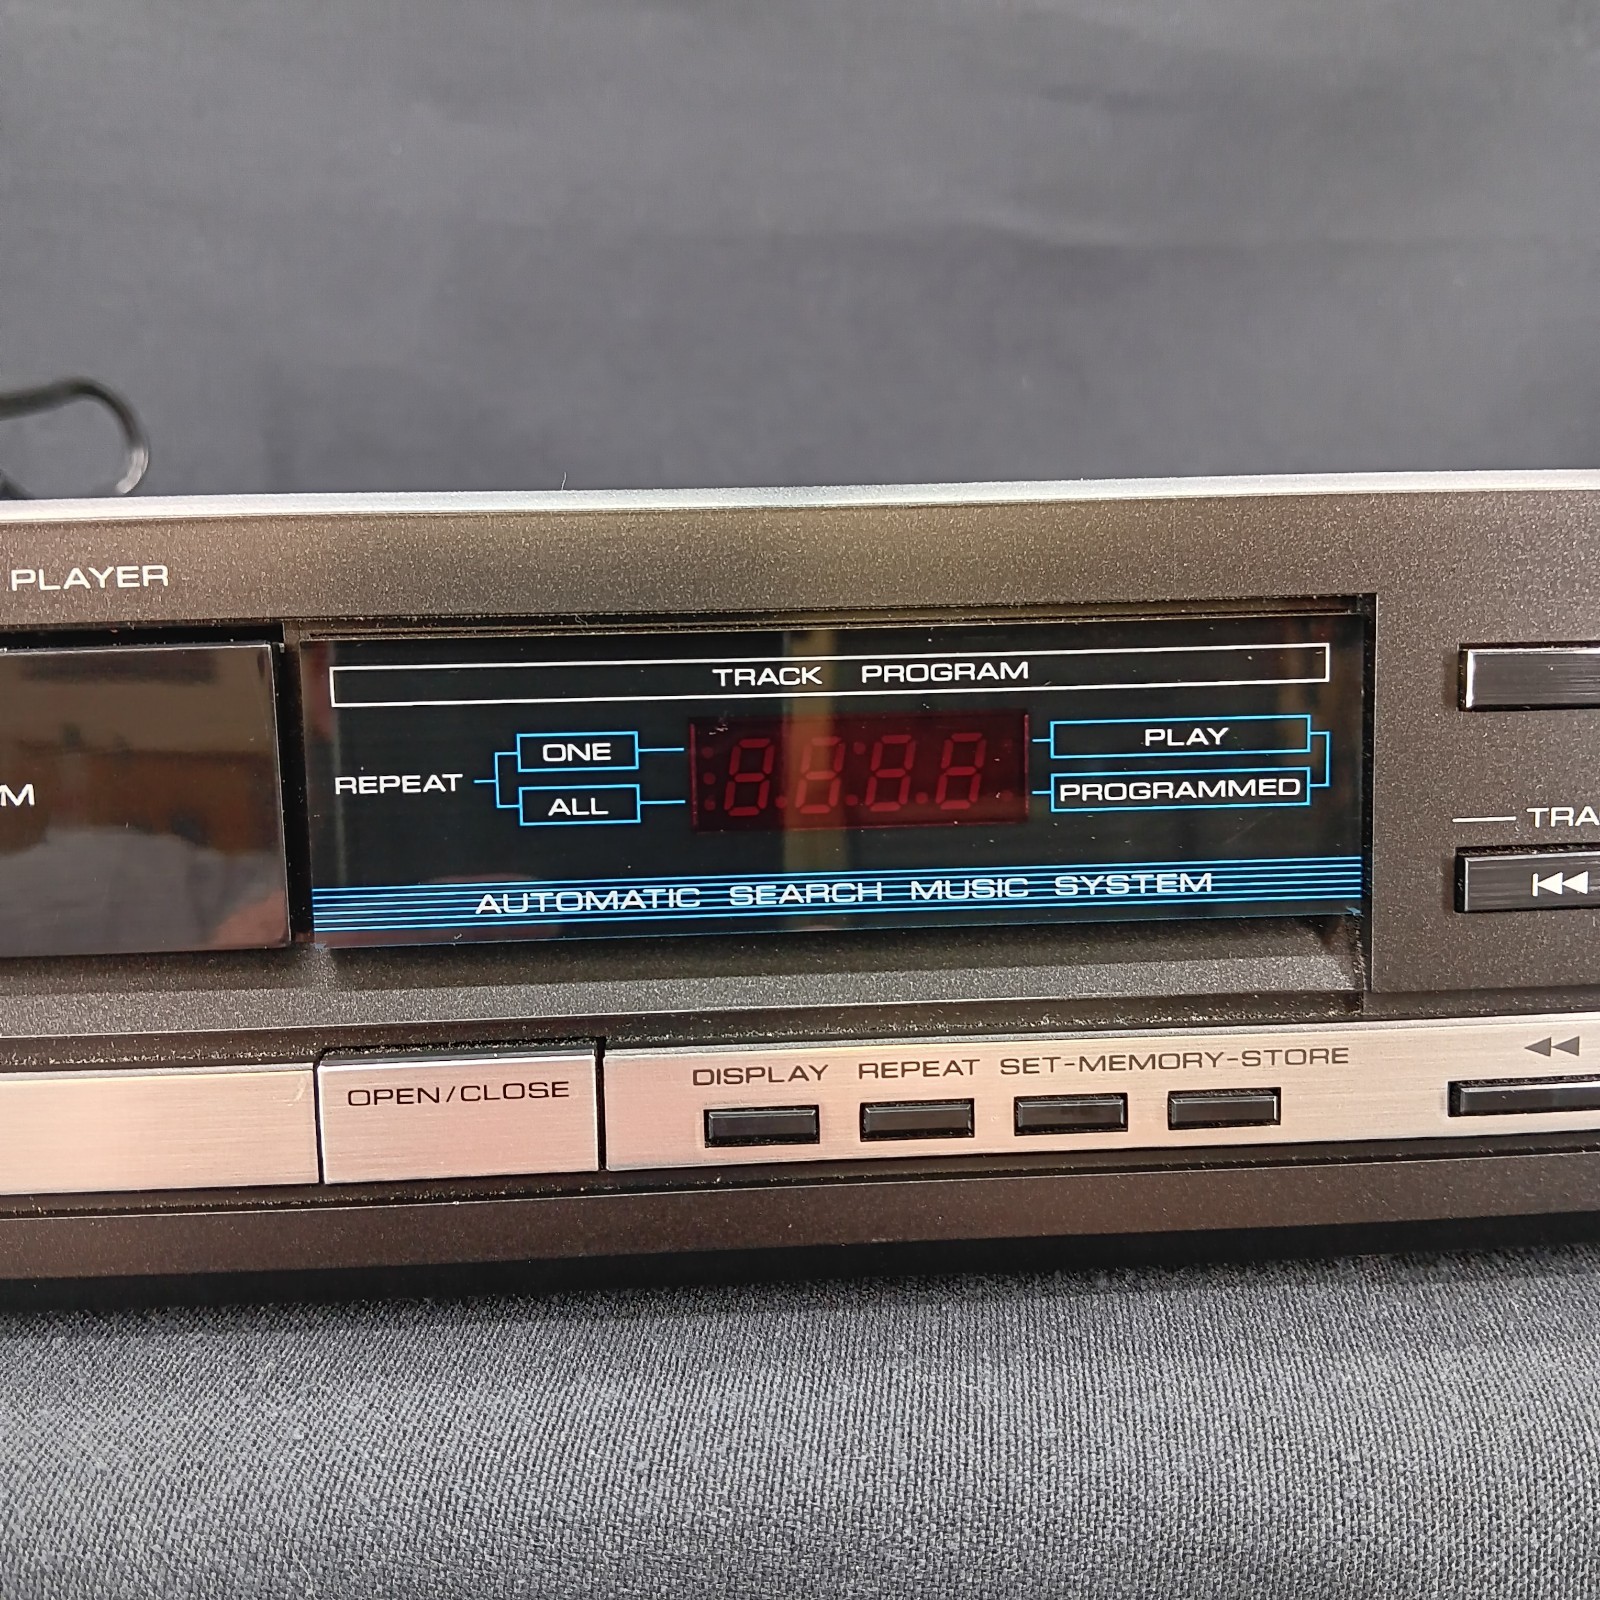 PLAYER
TRACK PROGRAM
REPEAT
ONE
ALL
PLAY
PROGRAMMED
AUTOMATIC SEARCH MUSIC SYSTEM
OPEN/CLOSE
DISPLAY REPEAT SET-MEMORY-STORE